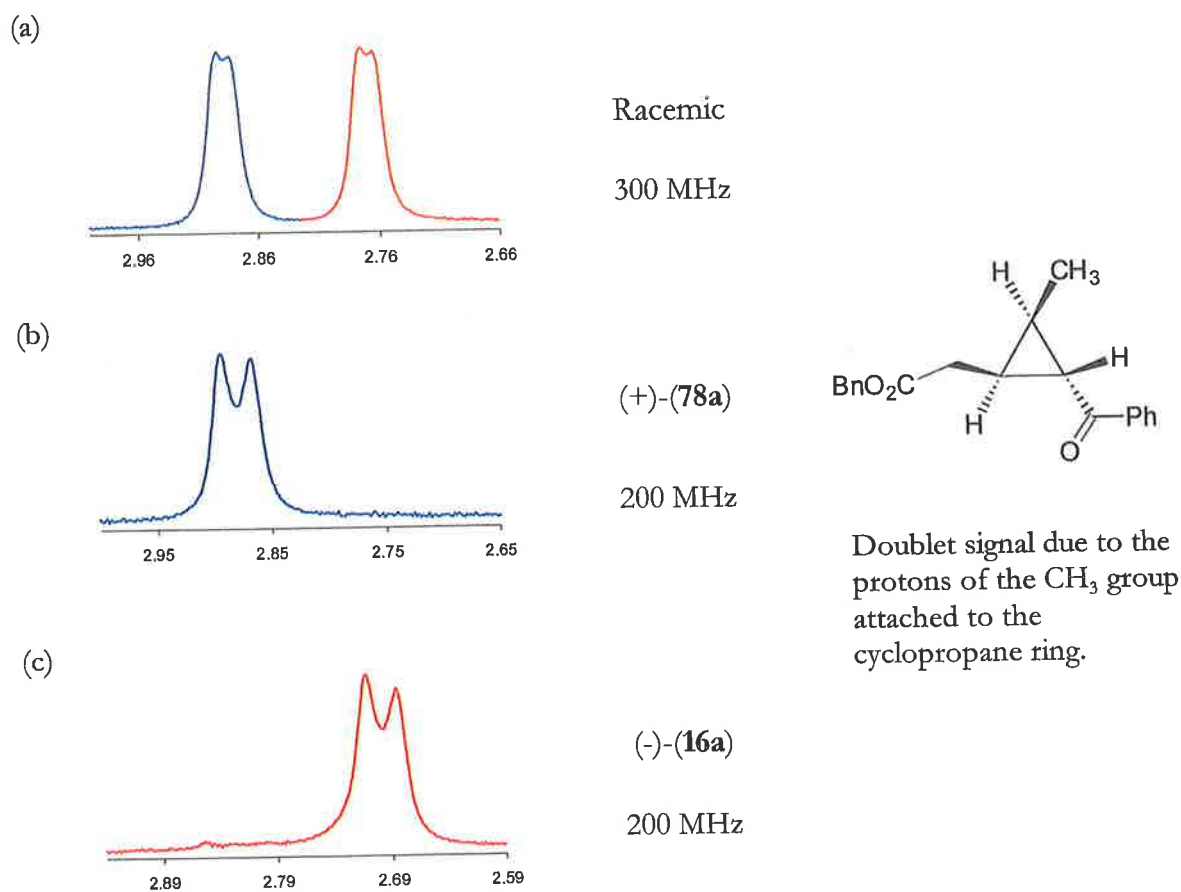 (a)
Racemic
300 MHz
2.96 2.86 2.76 2.66
(b)
(+)-(78a)
200 MHz
2.95 2.85 2.75 2.65
H
CH₃
H
BnO₂C
H
Ph
O
Doublet signal due to the
protons of the CH₃ group
attached to the
cyclopropane ring.
(c)
(-)-(16a)
200 MHz
2.89 2.79 2.69 2.59